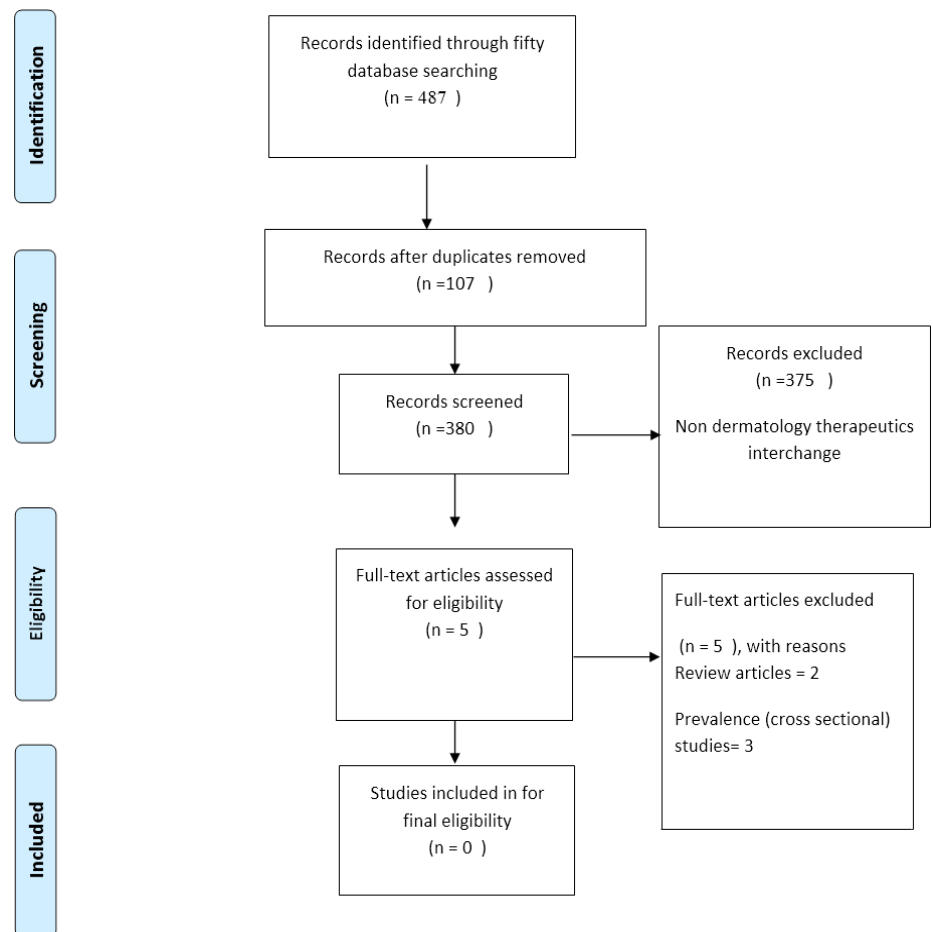 Identification
Records identified through fifty
database searching
(n = 487 )
Screening
Records after duplicates removed
(n =107 )
Records screened
(n =380 )
Records excluded
(n =375 )
Non dermatology therapeutics
interchange
Eligibility
Full-text articles assessed
for eligibility
(n = 5 )
Full-text articles excluded
(n = 5 ), with reasons
Review articles = 2
Prevalence (cross sectional)
studies= 3
Included
Studies included in for
final eligibility
(n = 0 )